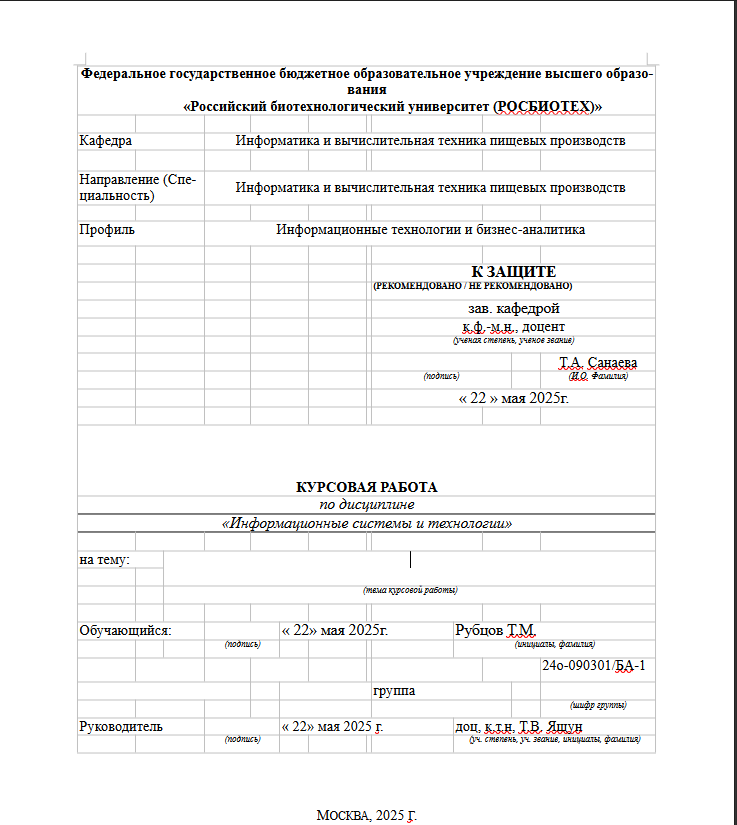 Федеральное государственное бюджетное образовательное учреждение высшего образо-
вания
«Российский биотехнологический университет (РОСБИОТЕХ)»
Кафедра Информатика и вычислительная техника пищевых производств
Направление (Спе-
циальность) Информатика и вычислительная техника пищевых производств
Профиль Информационные технологии и бизнес-аналитика
К ЗАЩИТЕ
(РЕКОМЕНДОВАНО / НЕ РЕКОМЕНДОВАНО)
зав. кафедрой
к.ф.-м.н., доцент
(ученая степень, ученое звание)
Т.А. Санаева
(подпись) (И.О. Фамилия)
« 22 » мая 2025г.
КУРСОВАЯ РАБОТА
по дисциплине
«Информационные системы и технологии»
на тему:
(тема курсовой работы)
Обучающийся: « 22» мая 2025г. Рубцов Т.М.
(подпись) (инициалы, фамилия)
24о-090301/БА-1
группа
(шифр группы)
Руководитель « 22» мая 2025 г. доц. к.т.н. Т.В. Яшун
(подпись) (уч. степень, уч. звание, инициалы, фамилия)
МОСКВА, 2025 Г.